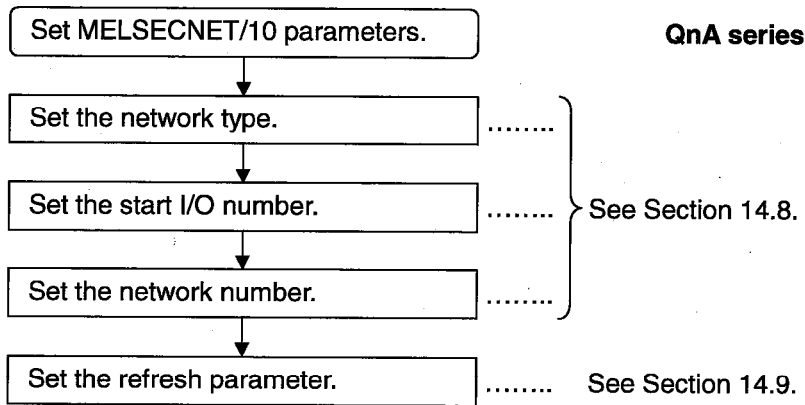 Set MELSECNET/10 parameters.
QnA series
Set the network type. ........
Set the start I/O number. ........ See Section 14.8.
Set the network number. ........
Set the refresh parameter. ........ See Section 14.9.